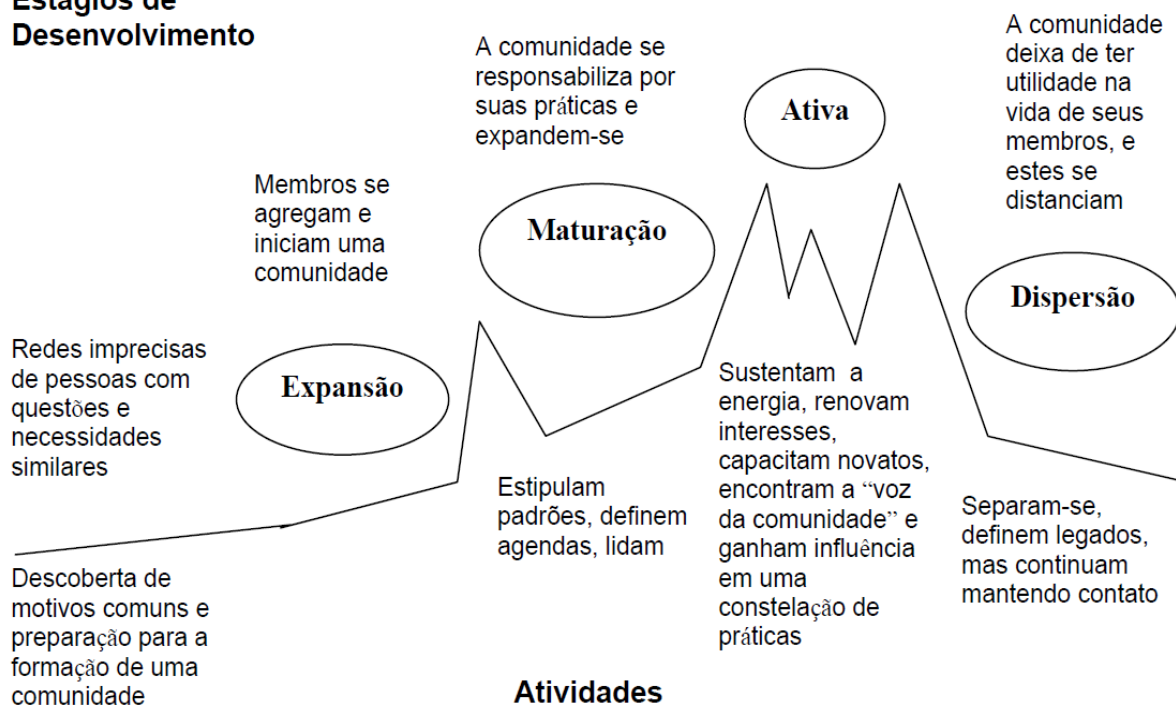 Estágios de
Desenvolvimento
A comunidade se
responsabiliza por
suas práticas e
expandem-se
Ativa
A comunidade
deixa de ter
utilidade na
vida de seus
membros, e
estes se
distanciam
Membros se
agregam e
iniciam uma
comunidade
Maturação
Dispersão
Redes imprecisas
de pessoas com
questões e
necessidades
similares
Expansão
Descoberta de
motivos comuns e
preparação para a
formação de uma
comunidade
Estipulam
padrões, definem
agendas, lidam
Sustentam a
energia, renovam
interesses,
capacitam novatos,
encontram a “voz
da comunidade” e
ganham influência
em uma
constelação de
práticas
Separam-se,
definem legados,
mas continuam
mantendo contato
Atividades